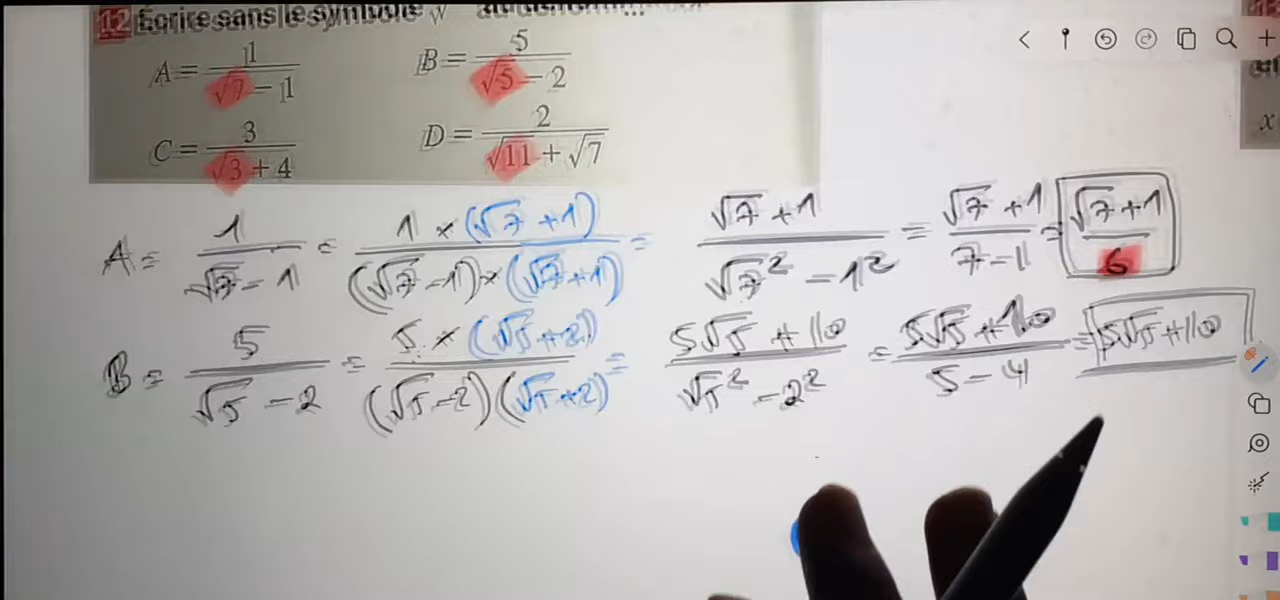 12 Écrire sans le symbole √ au dénom...
A = 1/(√7 − 1) B = 5/(√5 − 2)
C = 3/(√3 + 4) D = 2/(√11 + √7)
A = 1/(√7 − 1) = (1 × (√7 + 1))/((√7 − 1) × (√7 + 1)) = (√7 + 1)/(√7² − 1²) = (√7 + 1)/(7 − 1) = (√7 + 1)/6
B = 5/(√5 − 2) = (5 × (√5 + 2))/((√5 − 2)(√5 + 2)) = (5√5 + 10)/(√5² − 2²) = (5√5 + 10)/(5 − 4) = 5√5 + 10
x